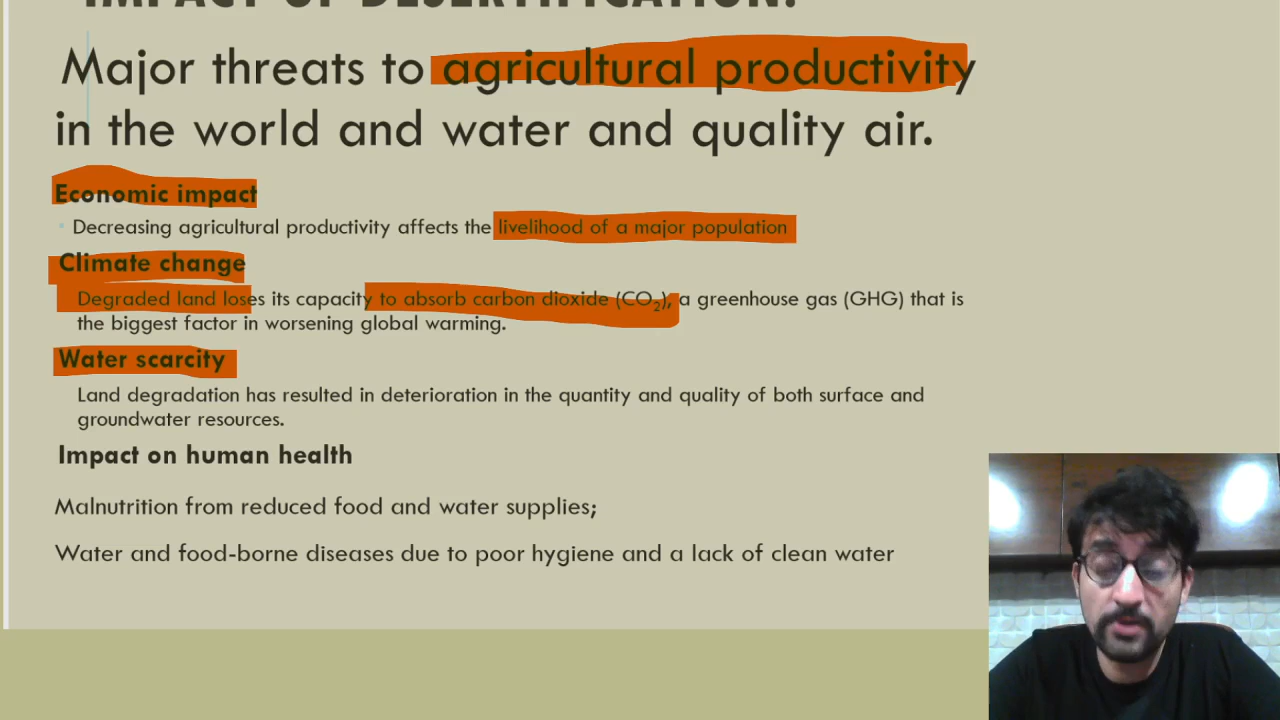 IMPACT OF DESERTIFICATION:
Major threats to agricultural productivity
in the world and water and quality air.
Economic impact
Decreasing agricultural productivity affects the livelihood of a major population
Climate change
Degraded land loses its capacity to absorb carbon dioxide (CO₂), a greenhouse gas (GHG) that is
the biggest factor in worsening global warming.
Water scarcity
Land degradation has resulted in deterioration in the quantity and quality of both surface and
groundwater resources.
Impact on human health
Malnutrition from reduced food and water supplies;
Water and food-borne diseases due to poor hygiene and a lack of clean water